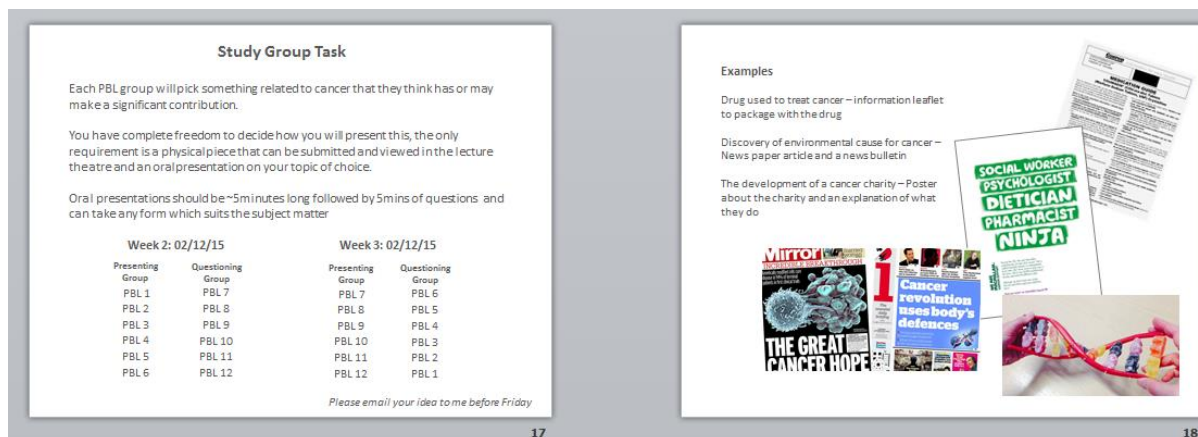 Study Group Task
Each PBL group will pick something related to cancer that they think has or may
make a significant contribution.
You have complete freedom to decide how you will present this, the only
requirement is a physical piece that can be submitted and viewed in the lecture
theatre and an oral presentation on your topic of choice.
Oral presentations should be ~5minutes long followed by 5mins of questions and
can take any form which suits the subject matter
Week 2: 02/12/15
Presenting
Group
PBL 1
PBL 2
PBL 3
PBL 4
PBL 5
PBL 6
Questioning
Group
PBL 7
PBL 8
PBL 9
PBL 10
PBL 11
PBL 12
Week 3: 02/12/15
Presenting
Group
PBL 7
PBL 8
PBL 9
PBL 10
PBL 11
PBL 12
Questioning
Group
PBL 6
PBL 5
PBL 4
PBL 3
PBL 2
PBL 1
Please email your idea to me before Friday
17
Examples
Drug used to treat cancer – information leaflet
to package with the drug
Discovery of environmental cause for cancer –
News paper article and a news bulletin
The development of a cancer charity – Poster
about the charity and an explanation of what
they do
MEDICATION GUIDE
SOCIAL WORKER
PSYCHOLOGIST
DIETICIAN
PHARMACIST
NINJA
Mirror
INCREDIBLE BREAKTHROUGH
THE GREAT
CANCER HOPE
i
Cancer
revolution
uses body's
defences
18